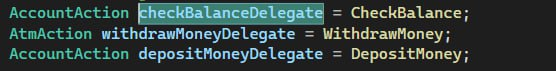 AccountAction checkBalanceDelegate = CheckBalance;
AtmAction withdrawMoneyDelegate = WithdrawMoney;
AccountAction depositMoneyDelegate = DepositMoney;